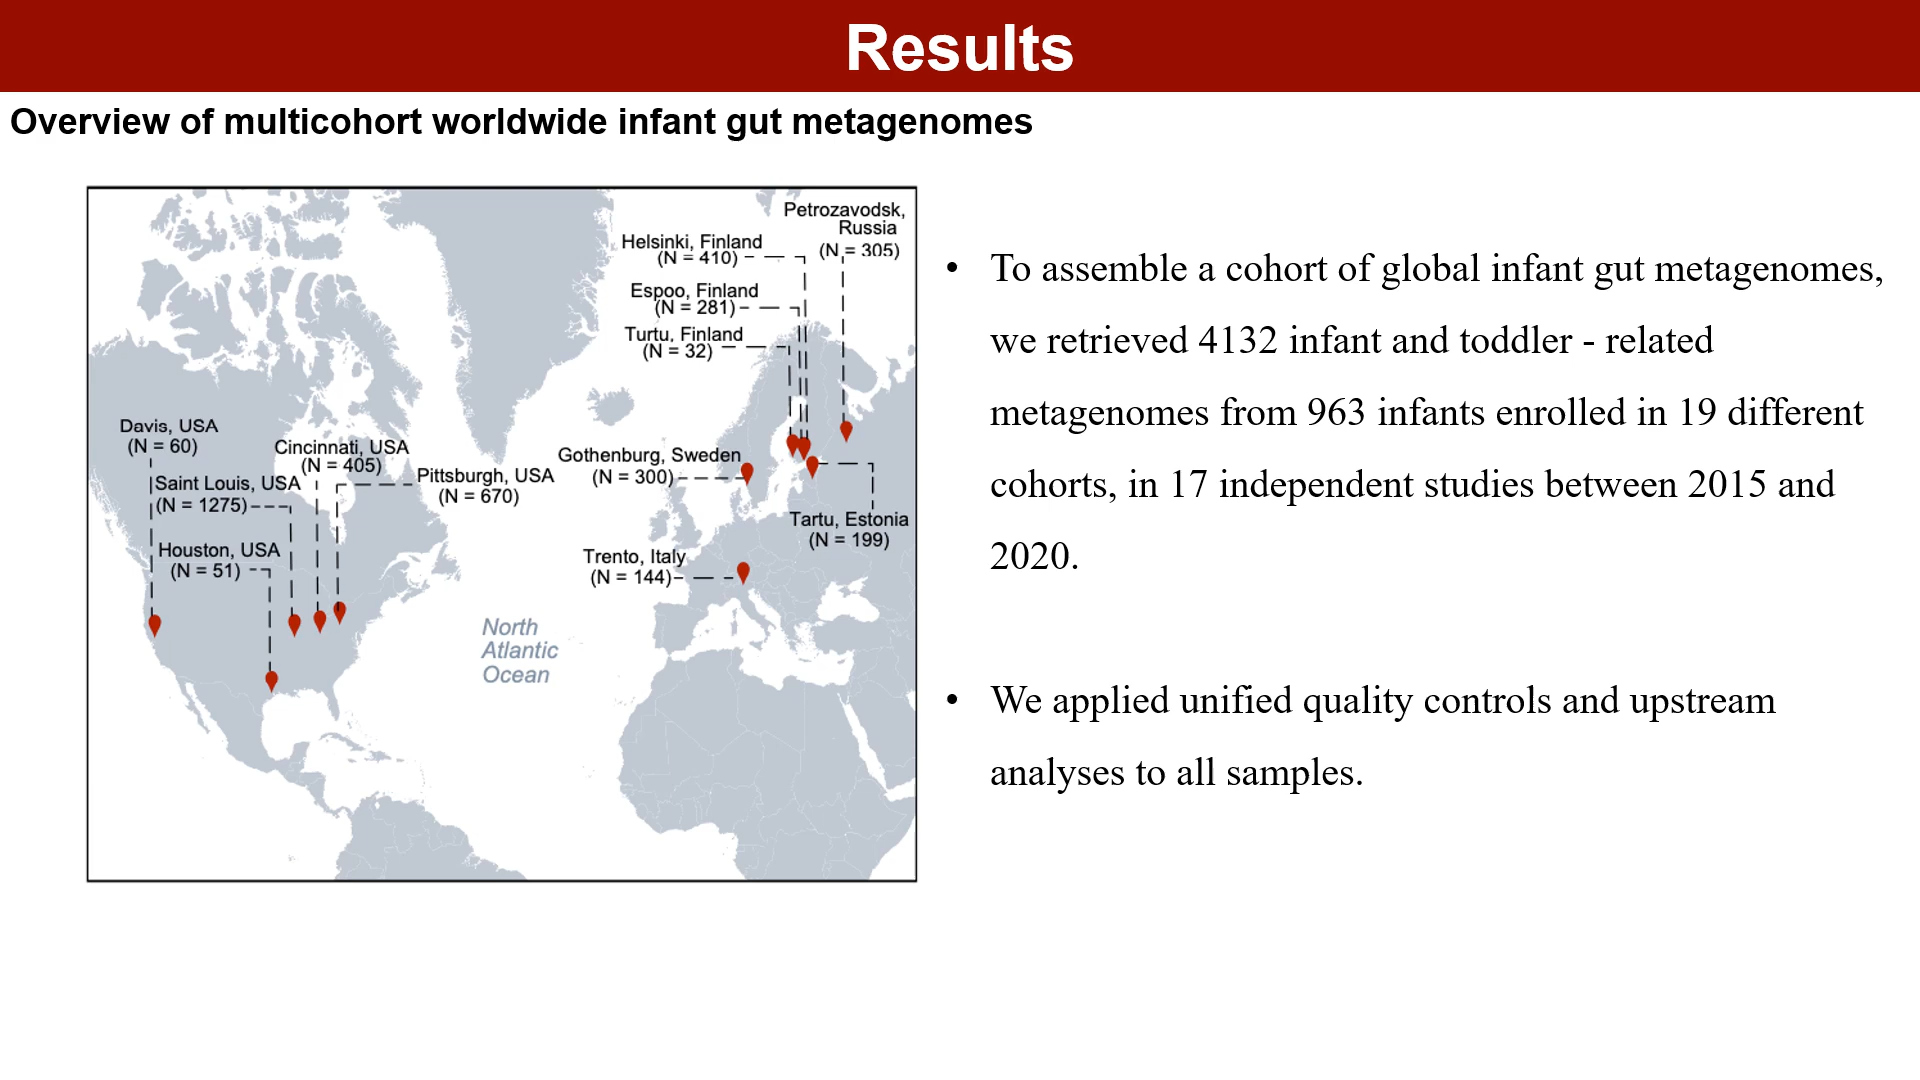 Results
Overview of multicohort worldwide infant gut metagenomes
Petrozavodsk,
Russia
(N = 305)
Helsinki, Finland
(N = 410)
Espoo, Finland
(N = 281)
Turtu, Finland
(N = 32)
Davis, USA
(N = 60)
Cincinnati, USA
(N = 405)
Saint Louis, USA
(N = 1275)
Pittsburgh, USA
(N = 670)
Houston, USA
(N = 51)
Gothenburg, Sweden
(N = 300)
Tartu, Estonia
(N = 199)
Trento, Italy
(N = 144)
North
Atlantic
Ocean
• To assemble a cohort of global infant gut metagenomes,
we retrieved 4132 infant and toddler - related
metagenomes from 963 infants enrolled in 19 different
cohorts, in 17 independent studies between 2015 and
2020.
• We applied unified quality controls and upstream
analyses to all samples.